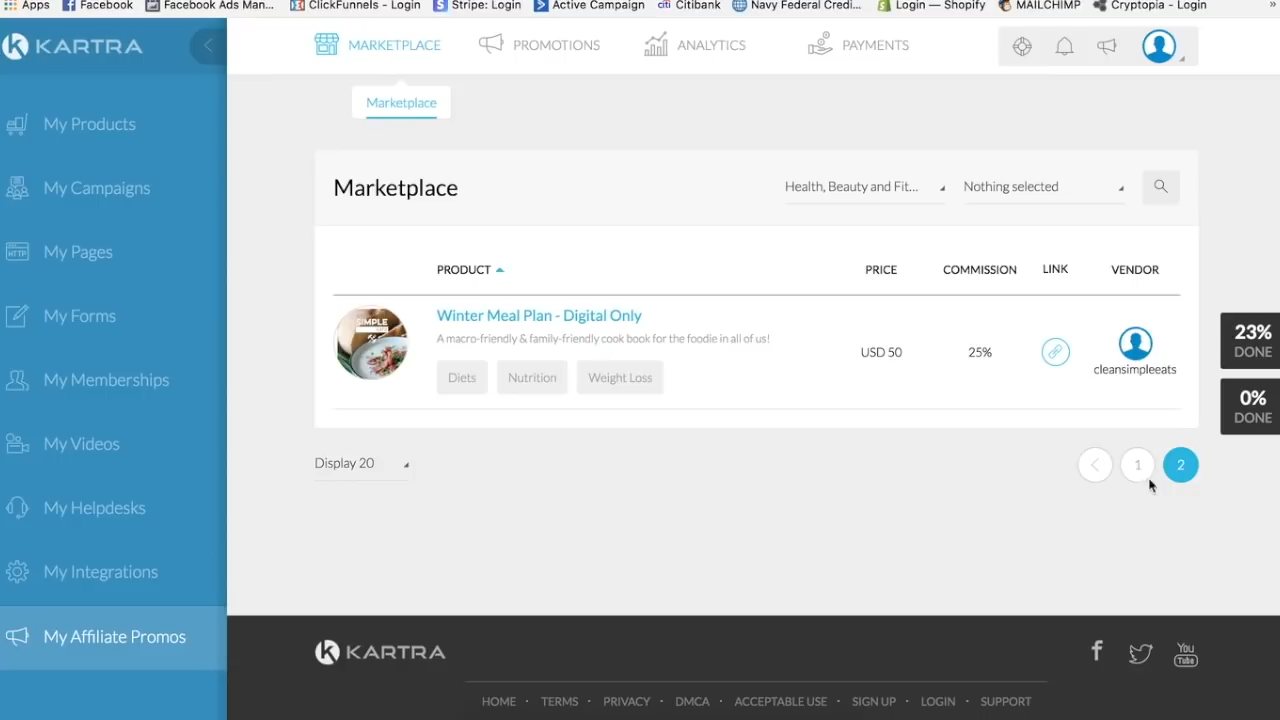 Apps Facebook Facebook Ads Man... ClickFunnels - Login Stripe: Login Active Campaign citi Citibank Navy Federal Credi... Login — Shopify MAILCHIMP Cryptopia - Login »
KARTRA
MARKETPLACE PROMOTIONS ANALYTICS PAYMENTS
Marketplace
My Products
My Campaigns
HTTP My Pages
My Forms
My Memberships
My Videos
My Helpdesks
My Integrations
My Affiliate Promos
Marketplace Health, Beauty and Fit... Nothing selected
PRODUCT PRICE COMMISSION LINK VENDOR
SIMPLE
Winter Meal Plan - Digital Only
A macro-friendly & family-friendly cook book for the foodie in all of us!
Diets Nutrition Weight Loss
USD 50 25%
cleansimpleeats
23%
DONE
0%
DONE
Display 20
1 2
KARTRA
You
Tube
HOME · TERMS · PRIVACY · DMCA · ACCEPTABLE USE · SIGN UP · LOGIN · SUPPORT